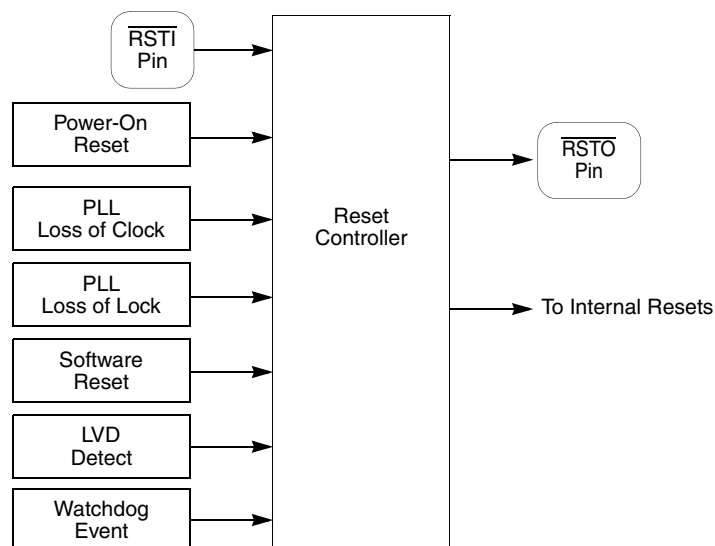 RSTI
Pin
Power-On
Reset
PLL
Loss of Clock
PLL
Loss of Lock
Software
Reset
LVD
Detect
Watchdog
Event
Reset
Controller
RSTO
Pin
To Internal Resets